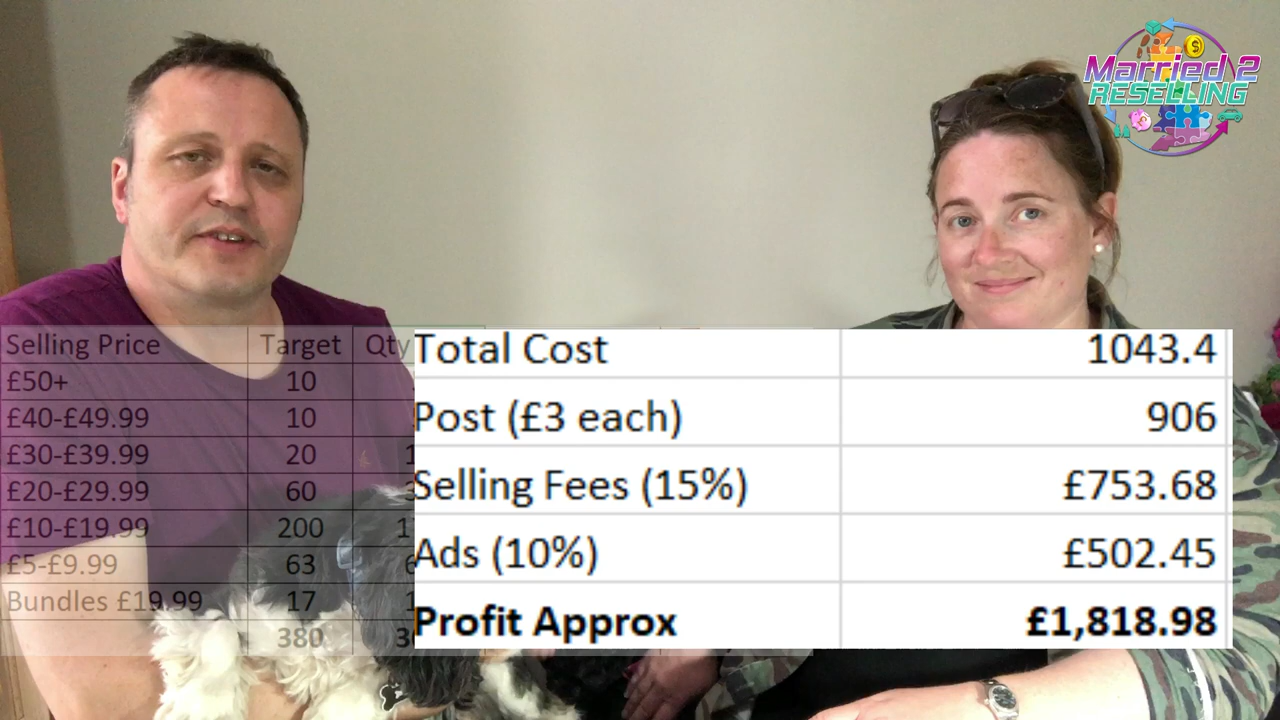 Married 2
RESELLING
Selling Price Target Qty
£50+ 10
£40-£49.99 10
£30-£39.99 20
£20-£29.99 60
£10-£19.99 200
£5-£9.99 63
Bundles £19.99 17
380
Total Cost 1043.4
Post (£3 each) 906
Selling Fees (15%) £753.68
Ads (10%) £502.45
Profit Approx £1,818.98